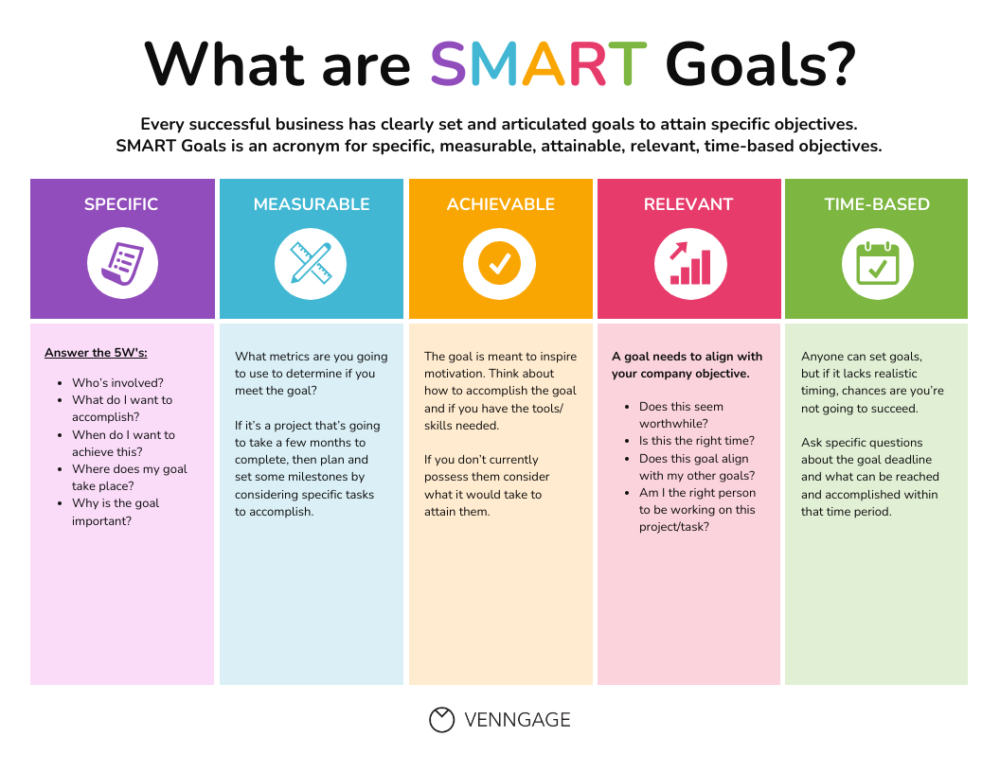 What are SMART Goals?
Every successful business has clearly set and articulated goals to attain specific objectives.
SMART Goals is an acronym for specific, measurable, attainable, relevant, time-based objectives.
SPECIFIC
Answer the 5W's:
• Who's involved?
• What do I want to
accomplish?
• When do I want to
achieve this?
• Where does my goal
take place?
• Why is the goal
important?
MEASURABLE
What metrics are you going
to use to determine if you
meet the goal?
If it's a project that's going
to take a few months to
complete, then plan and
set some milestones by
considering specific tasks
to accomplish.
ACHIEVABLE
The goal is meant to inspire
motivation. Think about
how to accomplish the goal
and if you have the tools/
skills needed.
If you don't currently
possess them consider
what it would take to
attain them.
RELEVANT
A goal needs to align with
your company objective.
• Does this seem
worthwhile?
• Is this the right time?
• Does this goal align
with my other goals?
• Am I the right person
to be working on this
project/task?
TIME-BASED
Anyone can set goals,
but if it lacks realistic
timing, chances are you're
not going to succeed.
Ask specific questions
about the goal deadline
and what can be reached
and accomplished within
that time period.
VENNGAGE